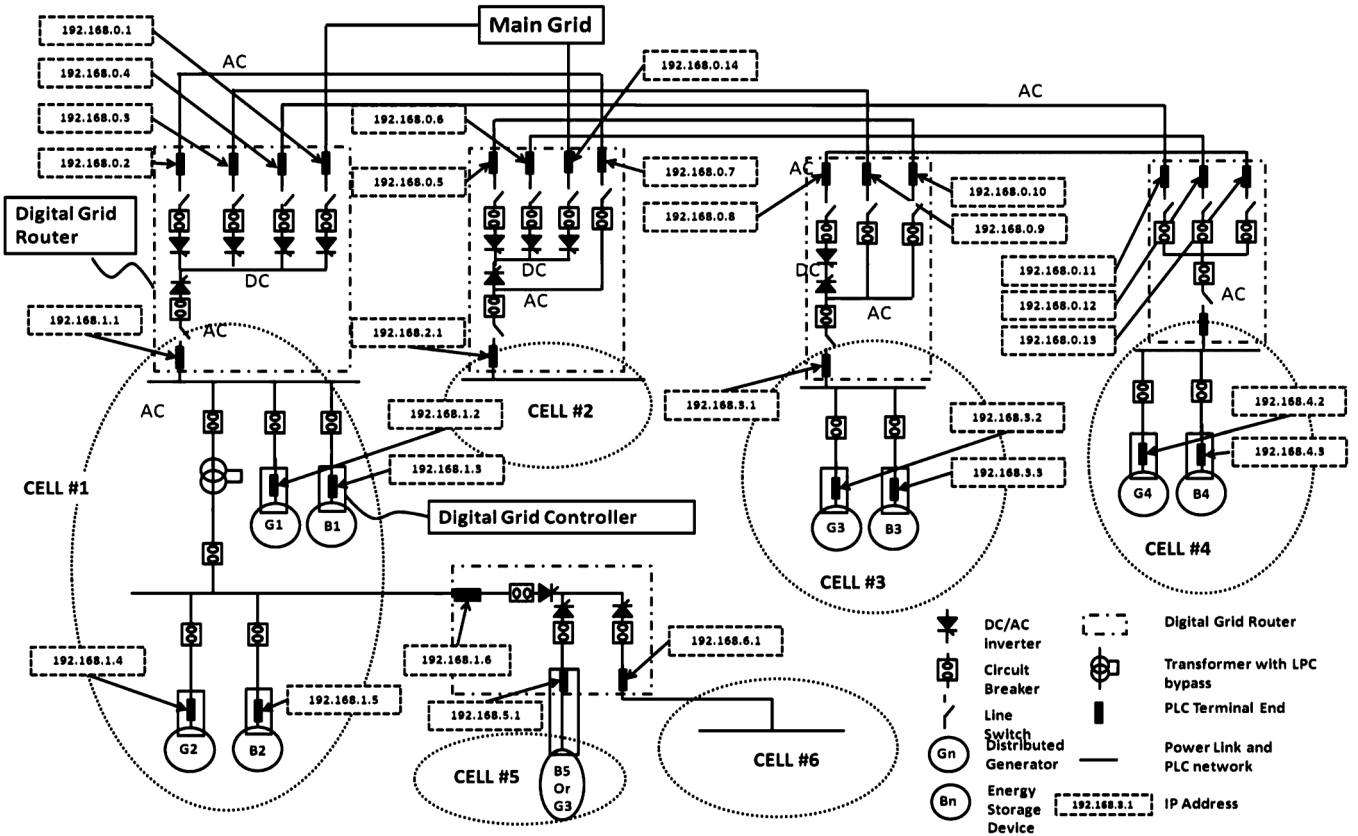 Main Grid
192.168.0.1
192.168.0.4
192.168.0.3
192.168.0.2
AC
192.168.0.14
AC
192.168.0.6
192.168.0.5
192.168.0.7
AC
192.168.0.8
192.168.0.10
192.168.0.9
Digital Grid
Router
DC
DC
DC
192.168.0.11
192.168.0.12
192.168.0.13
AC
AC
AC
AC
192.168.1.1
192.168.2.1
192.168.3.1
AC
CELL #2
192.168.1.2
192.168.1.3
192.168.3.2
192.168.3.3
192.168.4.2
192.168.4.3
CELL #1
G1
B1
Digital Grid Controller
G3
B3
G4
B4
CELL #3
CELL #4
192.168.1.4
192.168.1.5
192.168.1.6
192.168.6.1
192.168.5.1
G2
B2
CELL #5
B5
Or
G3
CELL #6
DC/AC
inverter
Circuit
Breaker
Line
Switch
Gn
Distributed
Generator
Bn
Energy
Storage
Device
Digital Grid Router
Transformer with LPC
bypass
PLC Terminal End
Power Link and
PLC network
192.168.3.1
IP Address